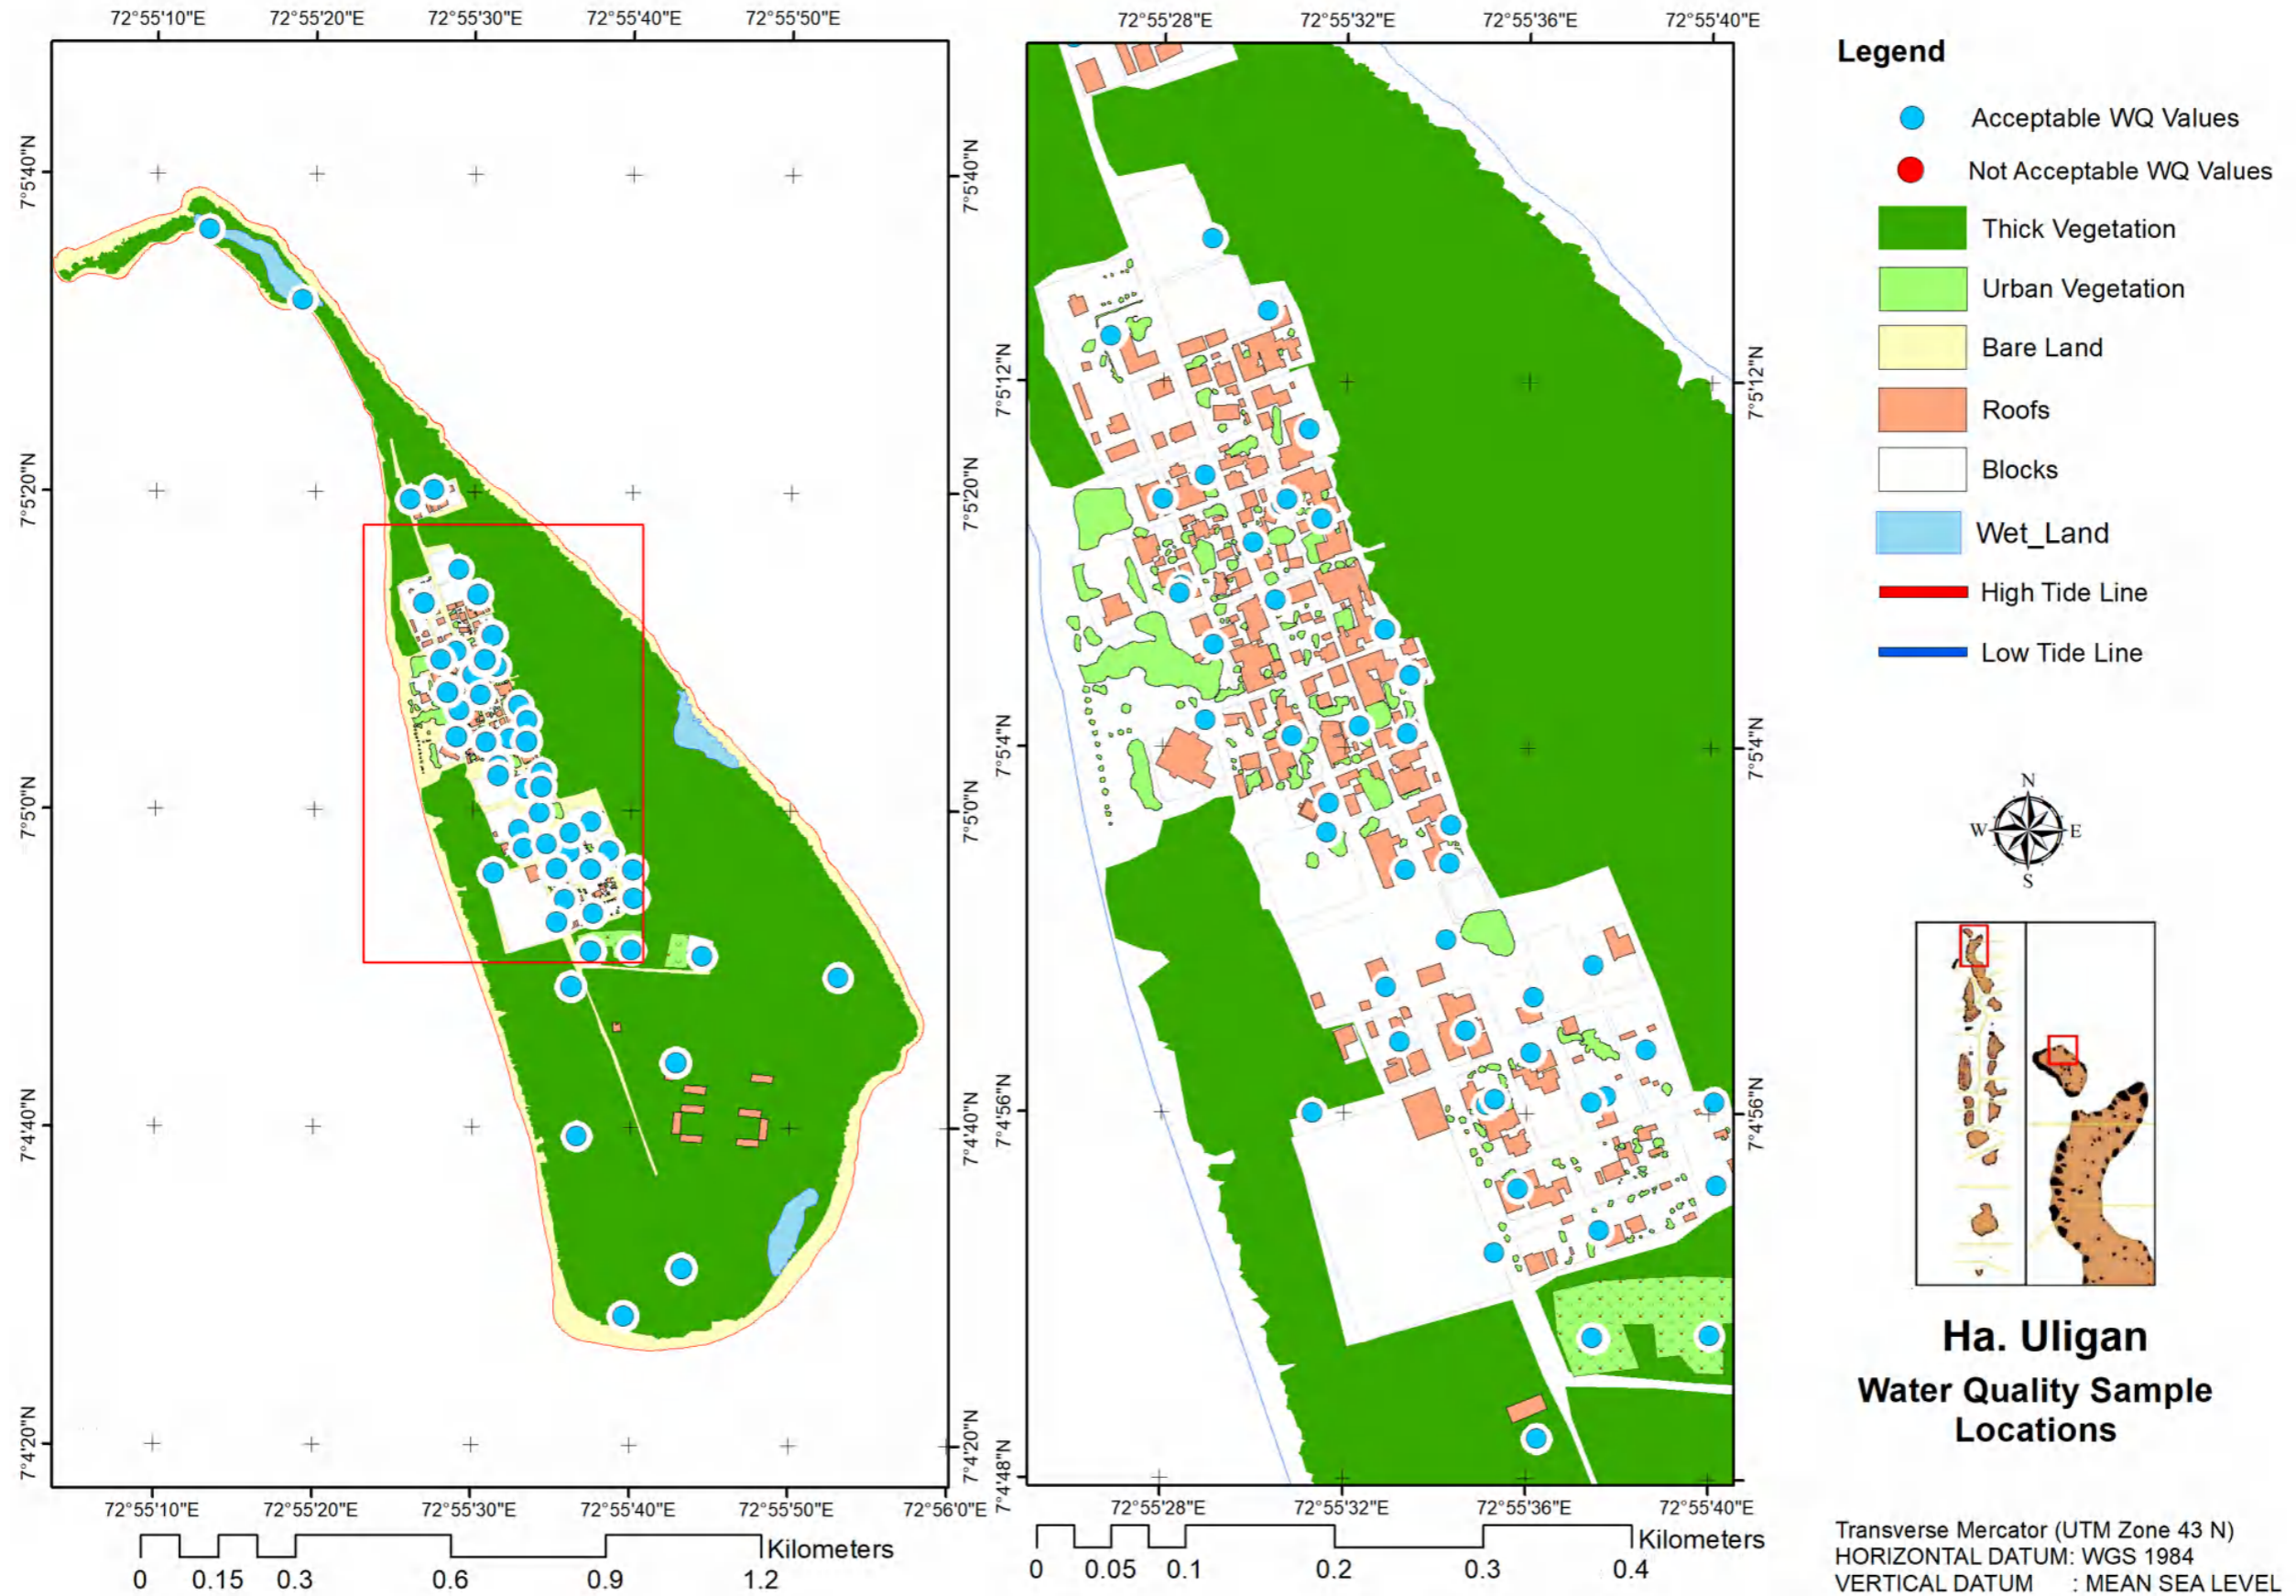 72°55'10"E 72°55'20"E 72°55'30"E 72°55'40"E 72°55'50"E
7°5'40"N 7°5'40"N
7°5'20"N 7°5'20"N
7°5'0"N 7°5'0"N
7°4'40"N 7°4'40"N
7°4'20"N 7°4'20"N
72°55'10"E 72°55'20"E 72°55'30"E 72°55'40"E 72°55'50"E 72°56'0"E
Kilometers
0 0.15 0.3 0.6 0.9 1.2
72°55'28"E 72°55'32"E 72°55'36"E 72°55'40"E
7°5'12"N 7°5'12"N
7°5'4"N 7°5'4"N
7°4'56"N 7°4'56"N
7°4'48"N
72°55'28"E 72°55'32"E 72°55'36"E 72°55'40"E
Kilometers
0 0.05 0.1 0.2 0.3 0.4
Legend
Acceptable WQ Values
Not Acceptable WQ Values
Thick Vegetation
Urban Vegetation
Bare Land
Roofs
Blocks
Wet_Land
High Tide Line
Low Tide Line
N
W E
S
Ha. Uligan
Water Quality Sample
Locations
Transverse Mercator (UTM Zone 43 N)
HORIZONTAL DATUM: WGS 1984
VERTICAL DATUM : MEAN SEA LEVEL